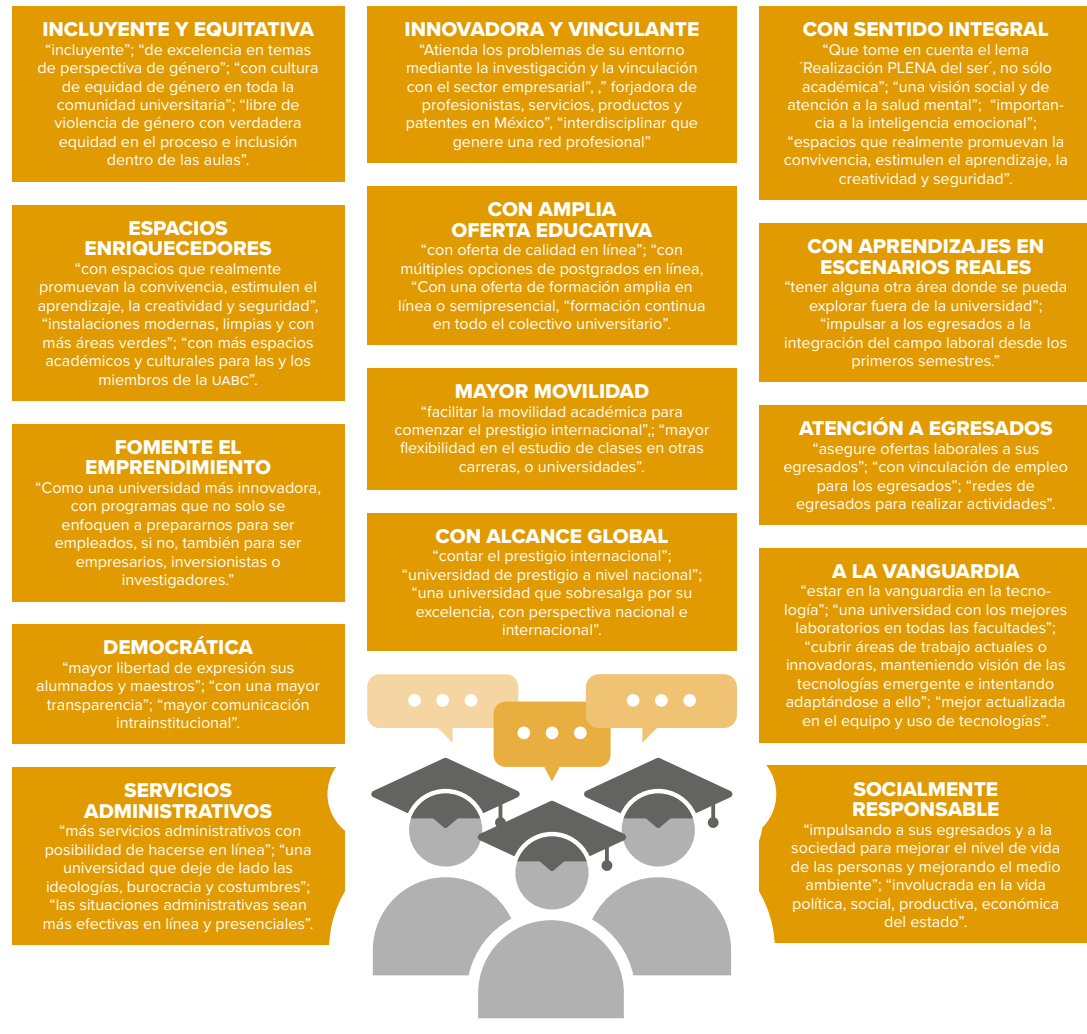 INCLUYENTE Y EQUITATIVA
“incluyente”; “de excelencia en temas
de perspectiva de género”; “con cultura
de equidad de género en toda la
comunidad universitaria”; “libre de
violencia de género con verdadera
equidad en el proceso e inclusión
dentro de las aulas”.
ESPACIOS
ENRIQUECEDORES
“con espacios que realmente
promuevan la convivencia, estimulen el
aprendizaje, la creatividad y seguridad”,
“instalaciones modernas, limpias y con
más áreas verdes”; “con más espacios
académicos y culturales para las y los
miembros de la UABC”.
FOMENTE EL
EMPRENDIMIENTO
“Como una universidad más innovadora,
con programas que no solo se
enfoquen a prepararnos para ser
empleados, si no, también para ser
empresarios, inversionistas o
investigadores.”
DEMOCRÁTICA
“mayor libertad de expresión sus
alumnados y maestros”; “con una mayor
transparencia”; “mayor comunicación
intrainstitucional”.
SERVICIOS
ADMINISTRATIVOS
“más servicios administrativos con
posibilidad de hacerse en línea”; “una
universidad que deje de lado las
ideologías, burocracia y costumbres”;
“las situaciones administrativas sean
más efectivas en línea y presenciales”.
INNOVADORA Y VINCULANTE
“Atienda los problemas de su entorno
mediante la investigación y la vinculación
con el sector empresarial”, ,” forjadora de
profesionistas, servicios, productos y
patentes en México”, “interdisciplinar que
genere una red profesional”
CON AMPLIA
OFERTA EDUCATIVA
“con oferta de calidad en línea”; “con
múltiples opciones de postgrados en línea,
“Con una oferta de formación amplia en
línea o semipresencial, “formación continua
en todo el colectivo universitario”.
MAYOR MOVILIDAD
“facilitar la movilidad académica para
comenzar el prestigio internacional”,; “mayor
flexibilidad en el estudio de clases en otras
carreras, o universidades”.
CON ALCANCE GLOBAL
“contar el prestigio internacional”;
“universidad de prestigio a nivel nacional”;
“una universidad que sobresalga por su
excelencia, con perspectiva nacional e
internacional”.
CON SENTIDO INTEGRAL
“Que tome en cuenta el lema
´Realización PLENA del ser´, no sólo
académica”; “una visión social y de
atención a la salud mental”; “importan-
cia a la inteligencia emocional”;
“espacios que realmente promuevan la
convivencia, estimulen el aprendizaje, la
creatividad y seguridad”.
CON APRENDIZAJES EN
ESCENARIOS REALES
“tener alguna otra área donde se pueda
explorar fuera de la universidad”;
“impulsar a los egresados a la
integración del campo laboral desde los
primeros semestres.”
ATENCIÓN A EGRESADOS
“asegure ofertas laborales a sus
egresados”; “con vinculación de empleo
para los egresados”; “redes de
egresados para realizar actividades”.
A LA VANGUARDIA
“estar en la vanguardia en la tecno-
logía”; “una universidad con los mejores
laboratorios en todas las facultades”;
“cubrir áreas de trabajo actuales o
innovadoras, manteniendo visión de las
tecnologías emergente e intentando
adaptándose a ello”; “mejor actualizada
en el equipo y uso de tecnologías”.
SOCIALMENTE
RESPONSABLE
“impulsando a sus egresados y a la
sociedad para mejorar el nivel de vida
de las personas y mejorando el medio
ambiente”; “involucrada en la vida
política, social, productiva, económica
del estado”.